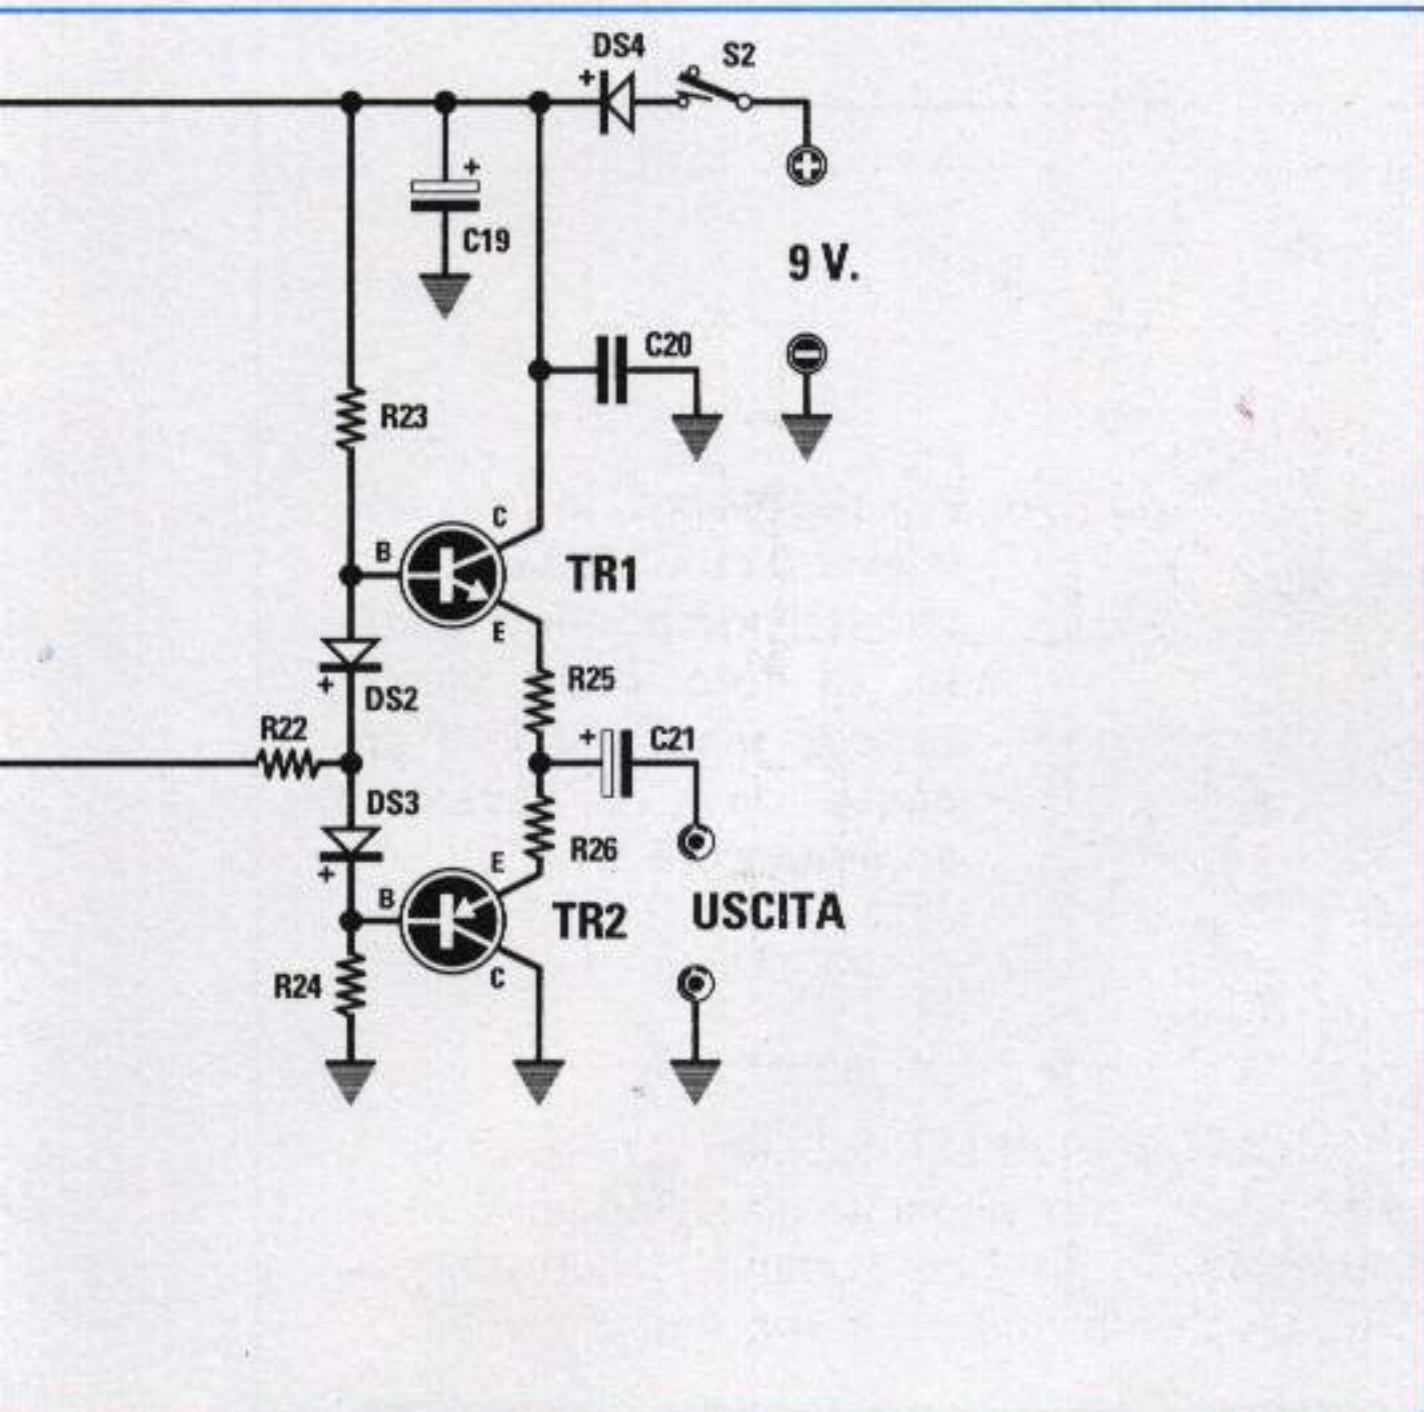 DS4
S2
+
+
C19
9 V.
C20
R23
C
B
TR1
E
+
DS2
R25
R22
+
C21
DS3
R26
+
E
B
TR2
USCITA
R24
C